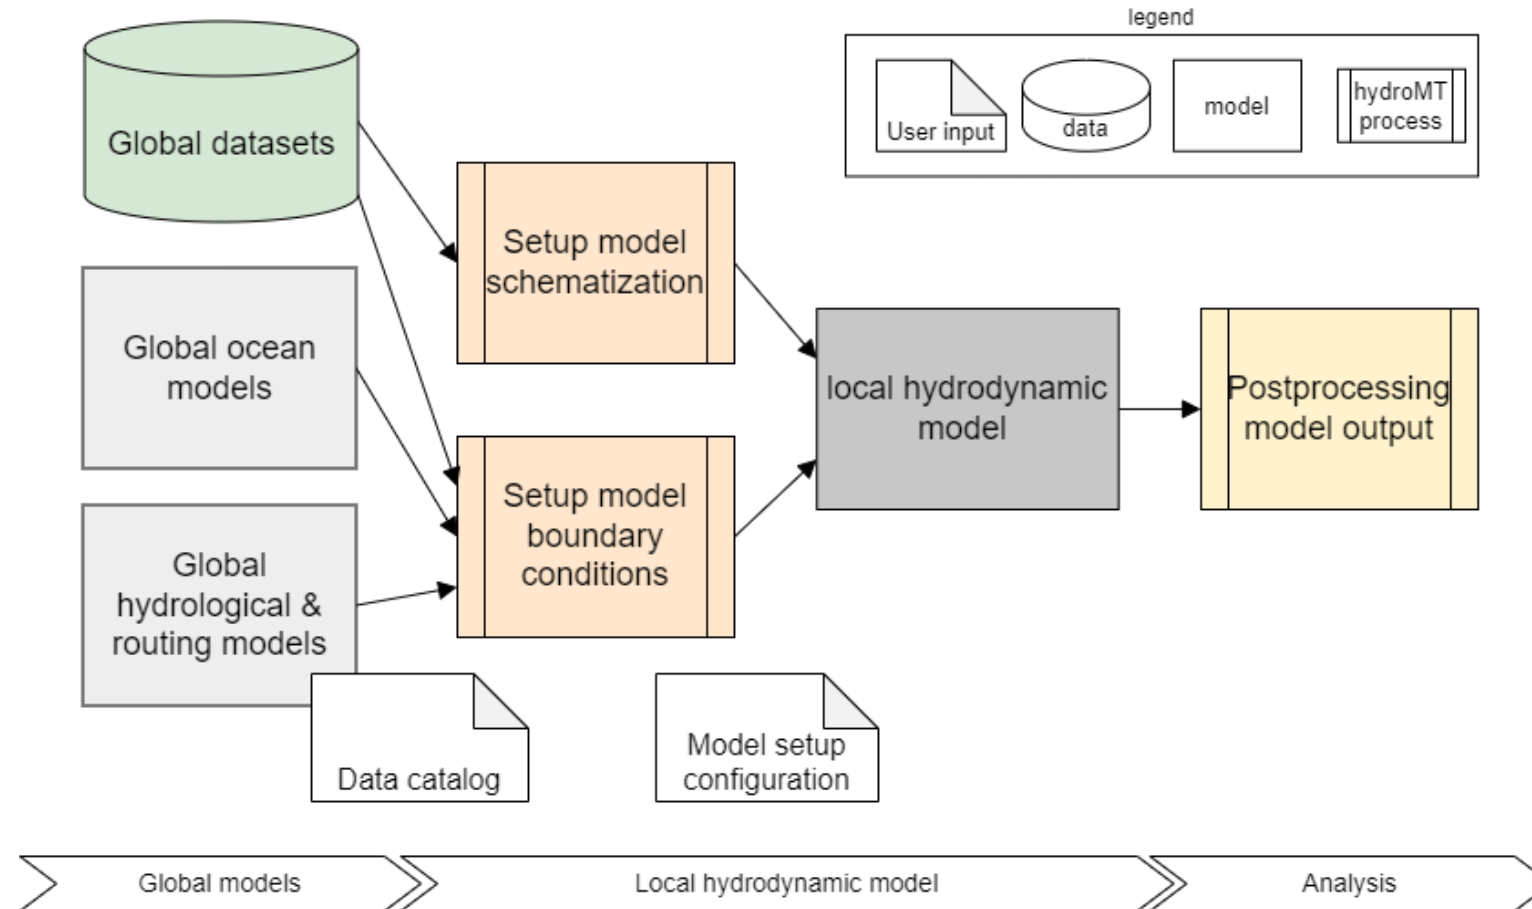 legend
User input
data
model
hydroMT
process
Global datasets
Setup model
schematization
Global ocean
models
local hydrodynamic
model
Postprocessing
model output
Setup model
boundary
conditions
Global
hydrological &
routing models
Data catalog
Model setup
configuration
Global models
Local hydrodynamic model
Analysis